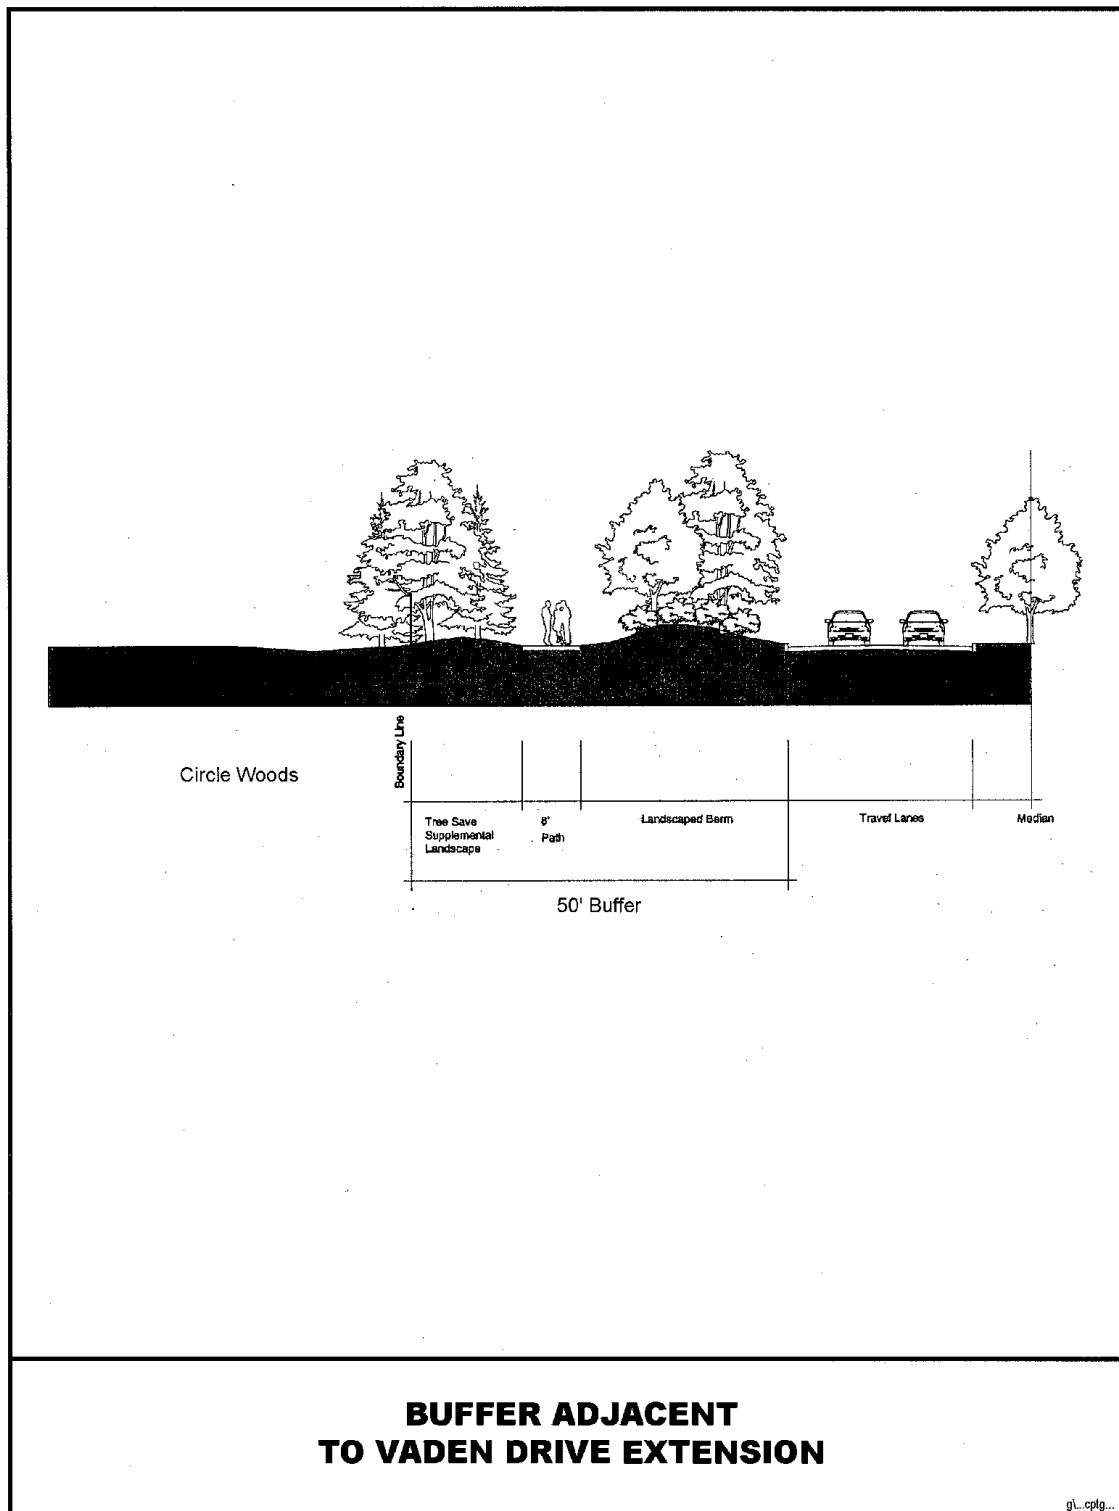 Boundary Line
Circle Woods
Tree Save
Supplemental
Landscape
8'
Path
Landscaped Berm
Travel Lanes
Median
50' Buffer
BUFFER ADJACENT
TO VADEN DRIVE EXTENSION
g\...cptg...